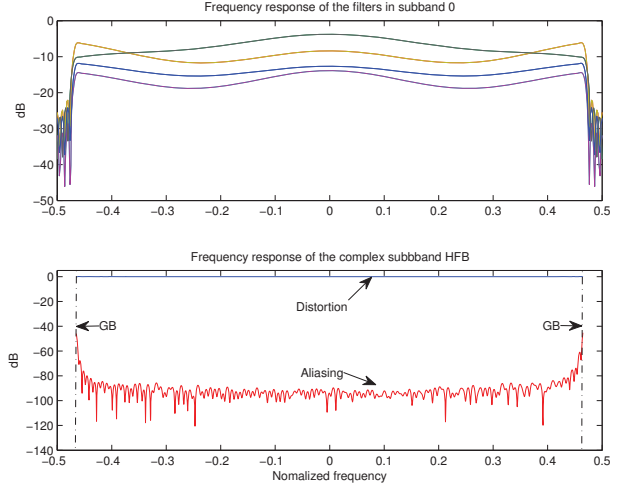 Frequency response of the filters in subband 0
0
−10
−20
−30
−40
−50
dB
−0.5 −0.4 −0.3 −0.2 −0.1 0 0.1 0.2 0.3 0.4 0.5
Frequency response of the complex subbband HFB
0
−20
−40
−60
−80
−100
−120
−140
dB
Distortion
GB
GB
Aliasing
−0.5 −0.4 −0.3 −0.2 −0.1 0 0.1 0.2 0.3 0.4 0.5
Nomalized frequency